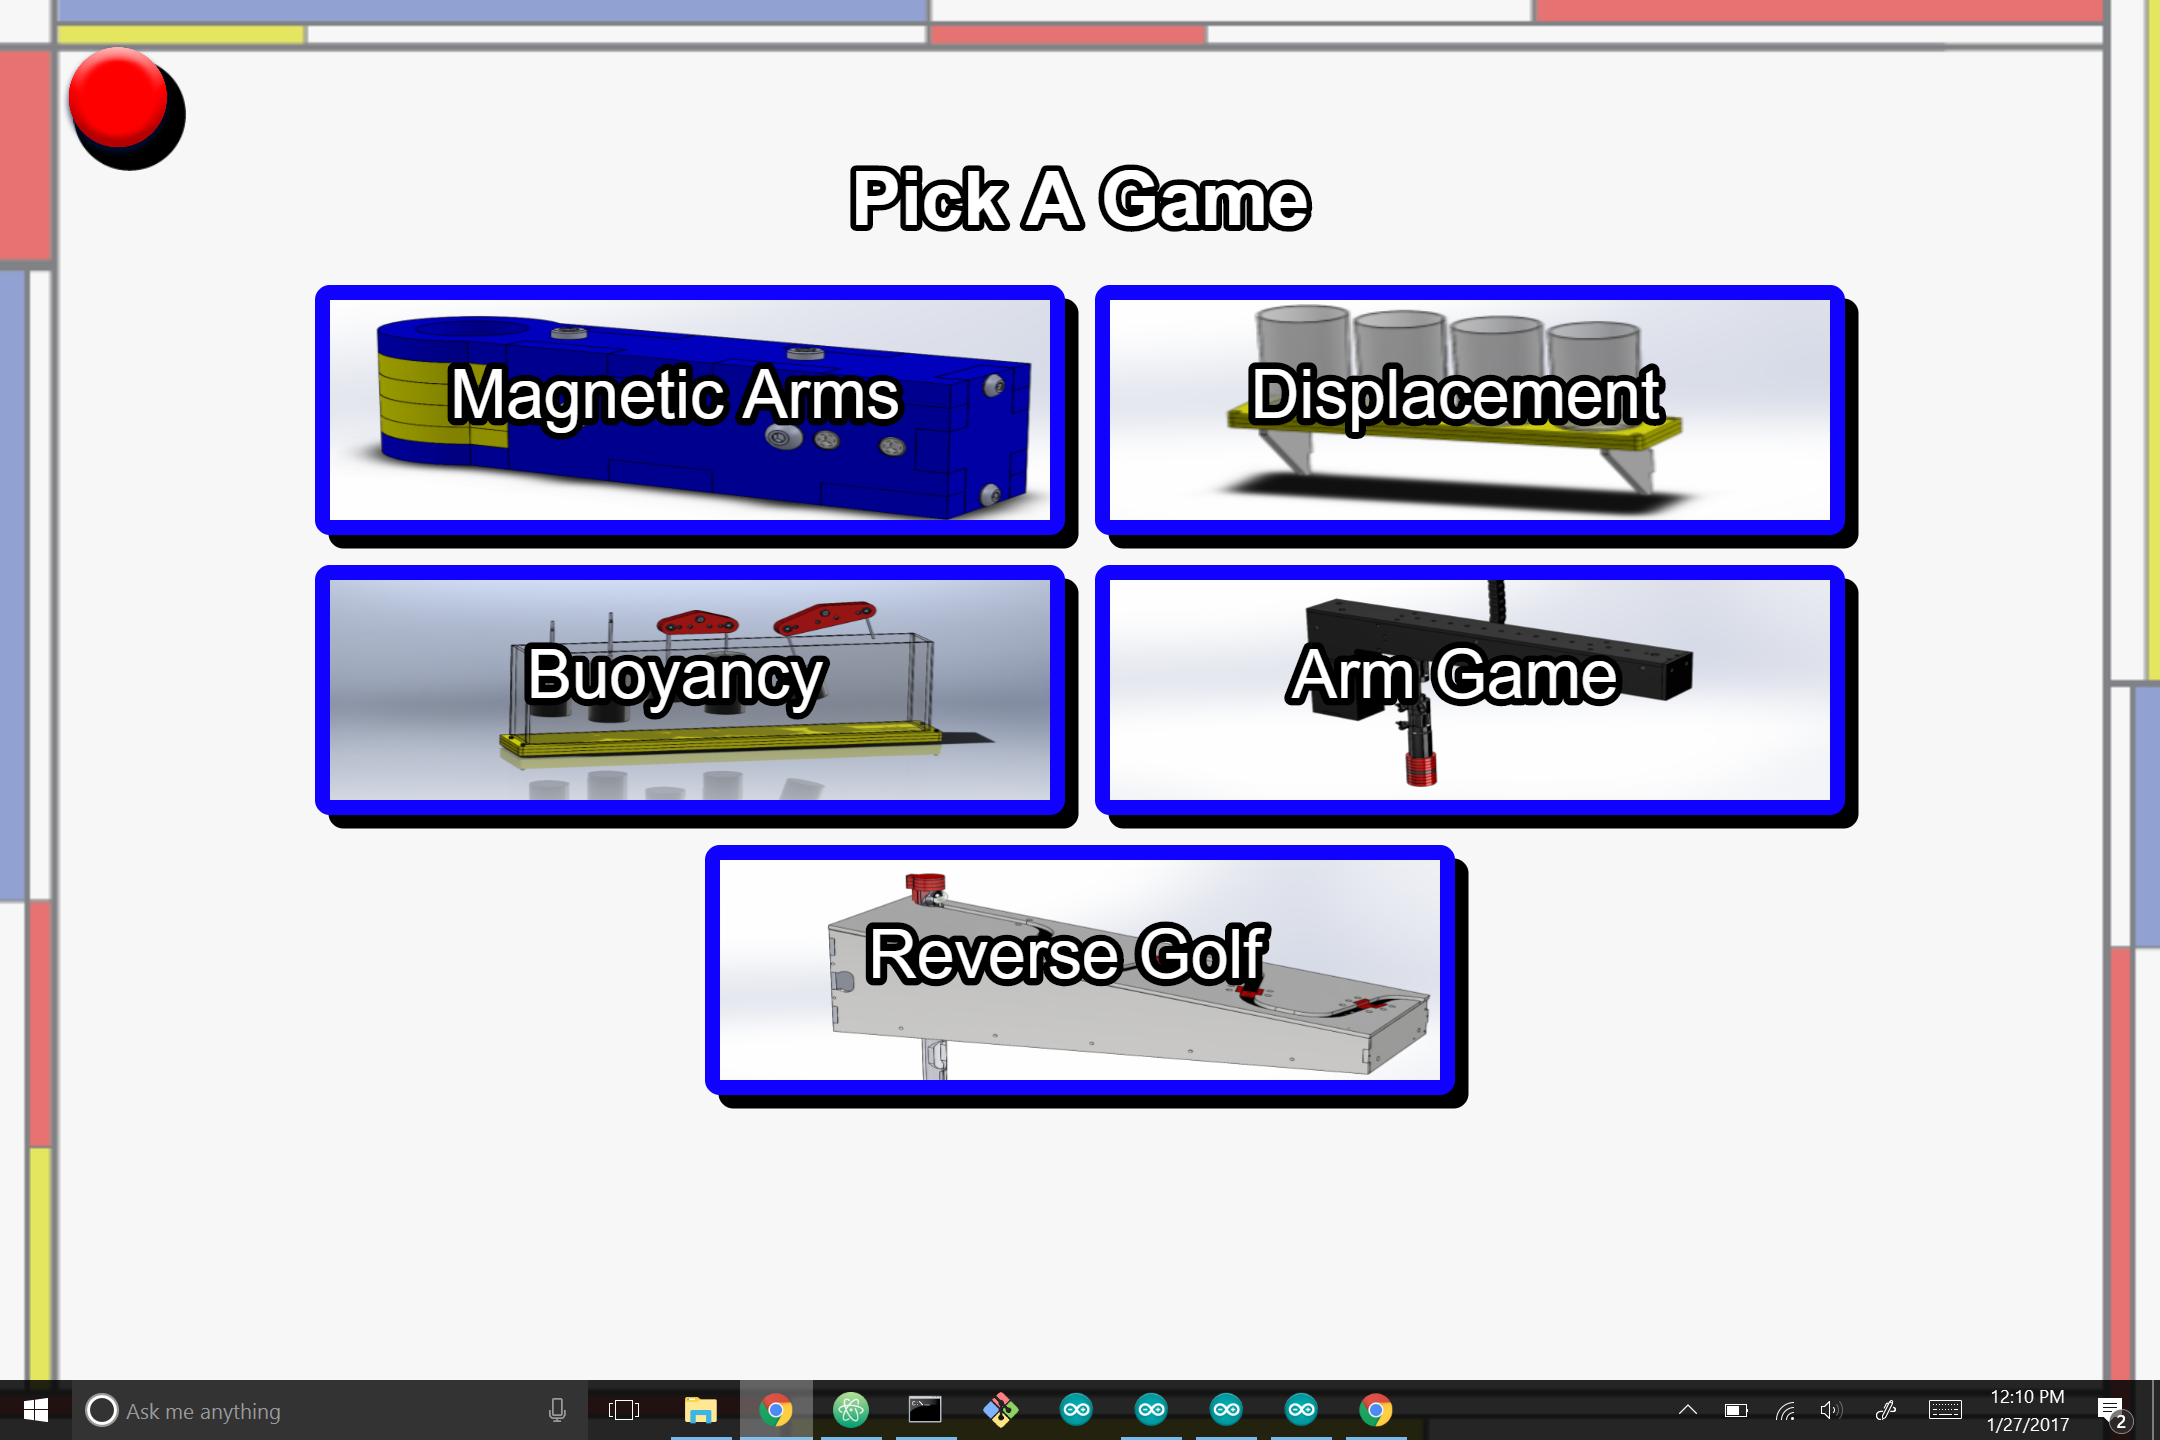 Pick A Game
Magnetic Arms
Displacement
Buoyancy
Arm Game
Reverse Golf
Ask me anything
12:10 PM
1/27/2017
2